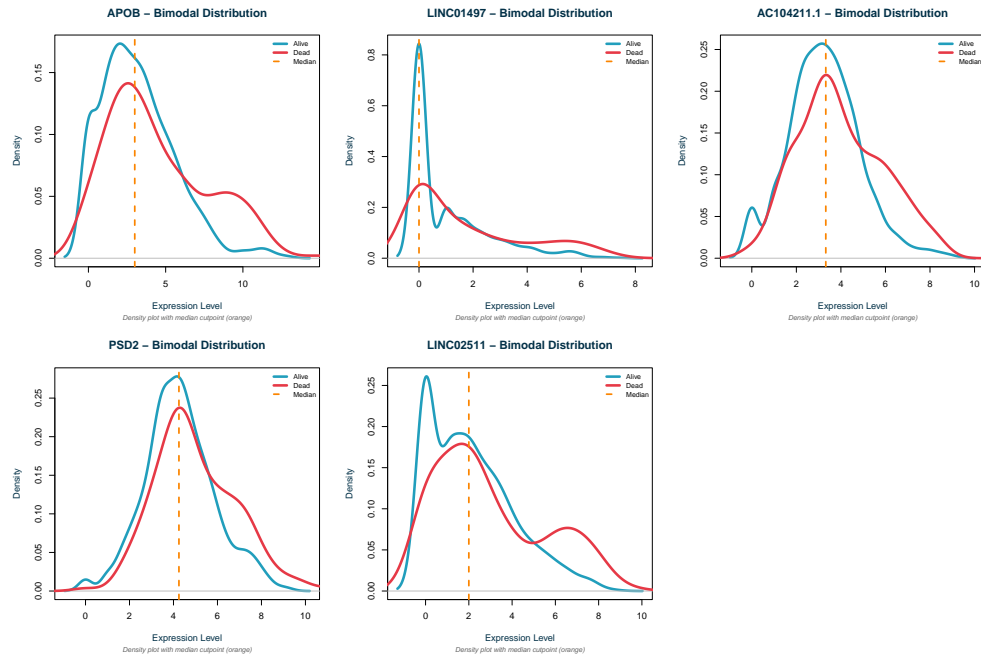 APOB – Bimodal Distribution
Alive
Dead
Median
Density
0.00
0.05
0.10
0.15
0
5
10
Expression Level
Density plot with median cutpoint (orange)
LINC01497 – Bimodal Distribution
Alive
Dead
Median
Density
0.0
0.2
0.4
0.6
0.8
0
2
4
6
8
Expression Level
Density plot with median cutpoint (orange)
AC104211.1 – Bimodal Distribution
Alive
Dead
Median
Density
0.00
0.05
0.10
0.15
0.20
0.25
0
2
4
6
8
10
Expression Level
Density plot with median cutpoint (orange)
PSD2 – Bimodal Distribution
Alive
Dead
Median
Density
0.00
0.05
0.10
0.15
0.20
0.25
0
2
4
6
8
10
Expression Level
Density plot with median cutpoint (orange)
LINC02511 – Bimodal Distribution
Alive
Dead
Median
Density
0.00
0.05
0.10
0.15
0.20
0.25
0
2
4
6
8
10
Expression Level
Density plot with median cutpoint (orange)